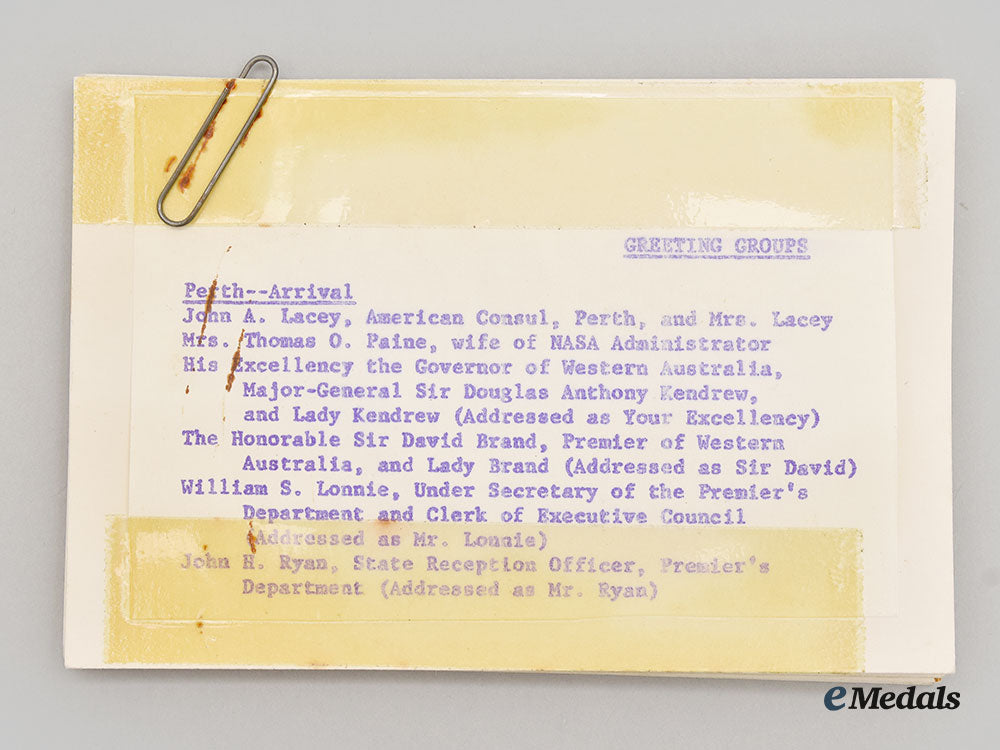 GREETING GROUPS
Perth--Arrival
John A. Lacey, American Consul, Perth, and Mrs. Lacey
Mrs. Thomas O. Paine, wife of NASA Administrator
His Excellency the Governor of Western Australia,
Major-General Sir Douglas Anthony Kendrew,
and Lady Kendrew (Addressed as Your Excellency)
The Honorable Sir David Brand, Premier of Western
Australia, and Lady Brand (Addressed as Sir David)
William S. Lonnie, Under Secretary of the Premier's
Department and Clerk of Executive Council
(Addressed as Mr. Lonnie)
John H. Ryan, State Reception Officer, Premier's
Department (Addressed as Mr. Ryan)
eMedals